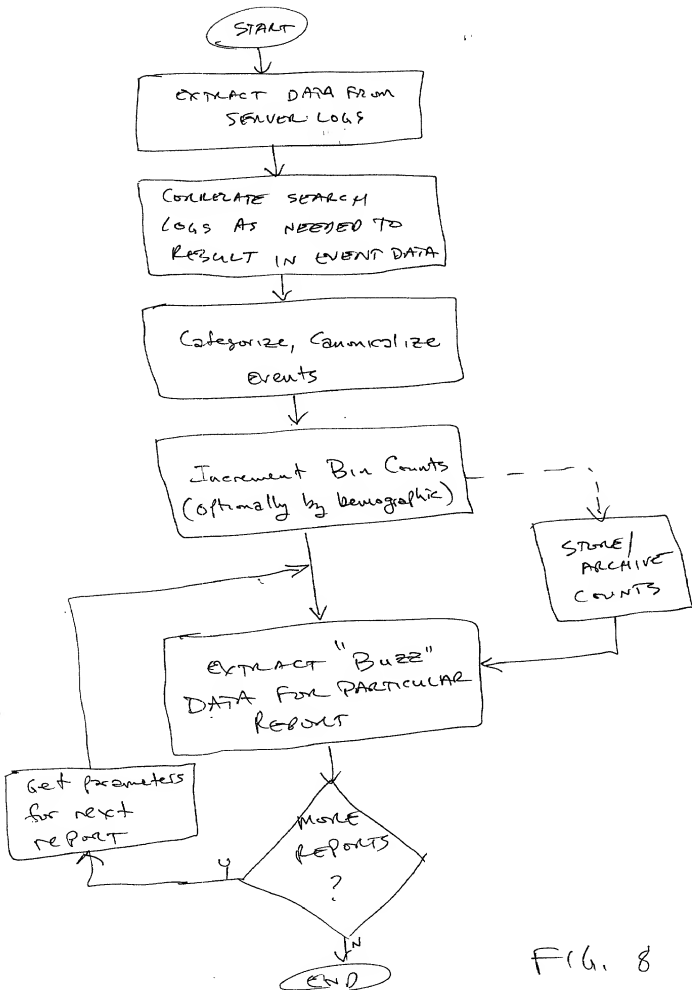 START
EXTRACT DATA FROM
SERVER LOGS
CORRELATE SEARCH
LOGS AS NEEDED TO
RESULT IN EVENT DATA
Categorize, Canonicalize
events
Increment Bin Counts
(optionally by demographic)
STORE/
ARCHIVE
COUNTS
EXTRACT "BUZZ"
DATA FOR PARTICULAR
REPORT
Get parameters
for next
report
MORE
REPORTS
?
Y
N
END
FIG. 8